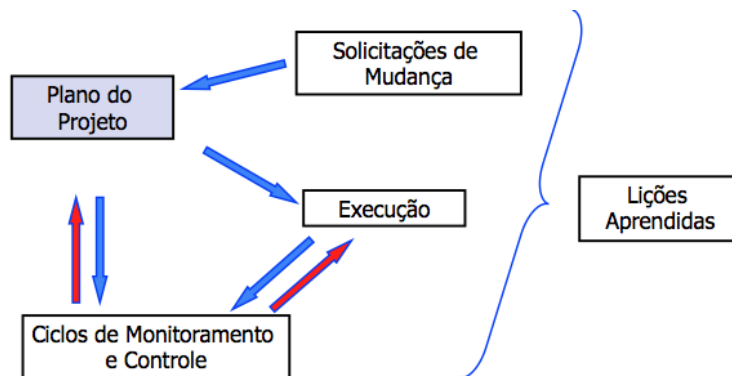 Solicitações de
Mudança
Plano do
Projeto
Execução
Lições
Aprendidas
Ciclos de Monitoramento
e Controle